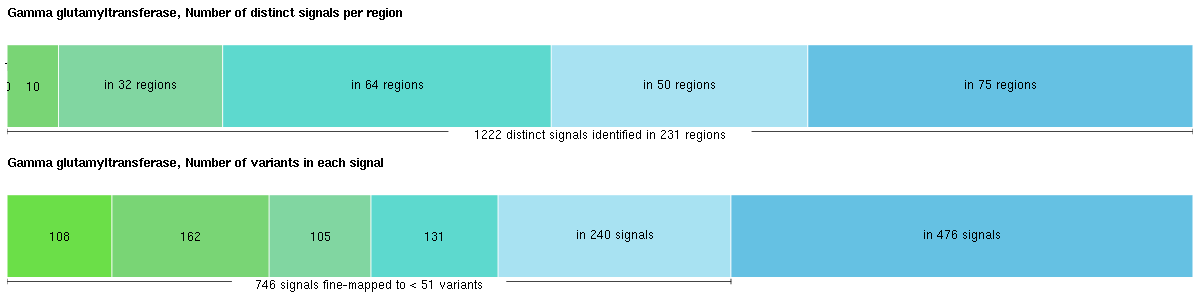 Gamma glutamyltransferase, Number of distinct signals per region
10
in 32 regions
in 64 regions
in 50 regions
in 75 regions
1222 distinct signals identified in 231 regions
Gamma glutamyltransferase, Number of variants in each signal
108
162
105
131
in 240 signals
in 476 signals
746 signals fine-mapped to < 51 variants